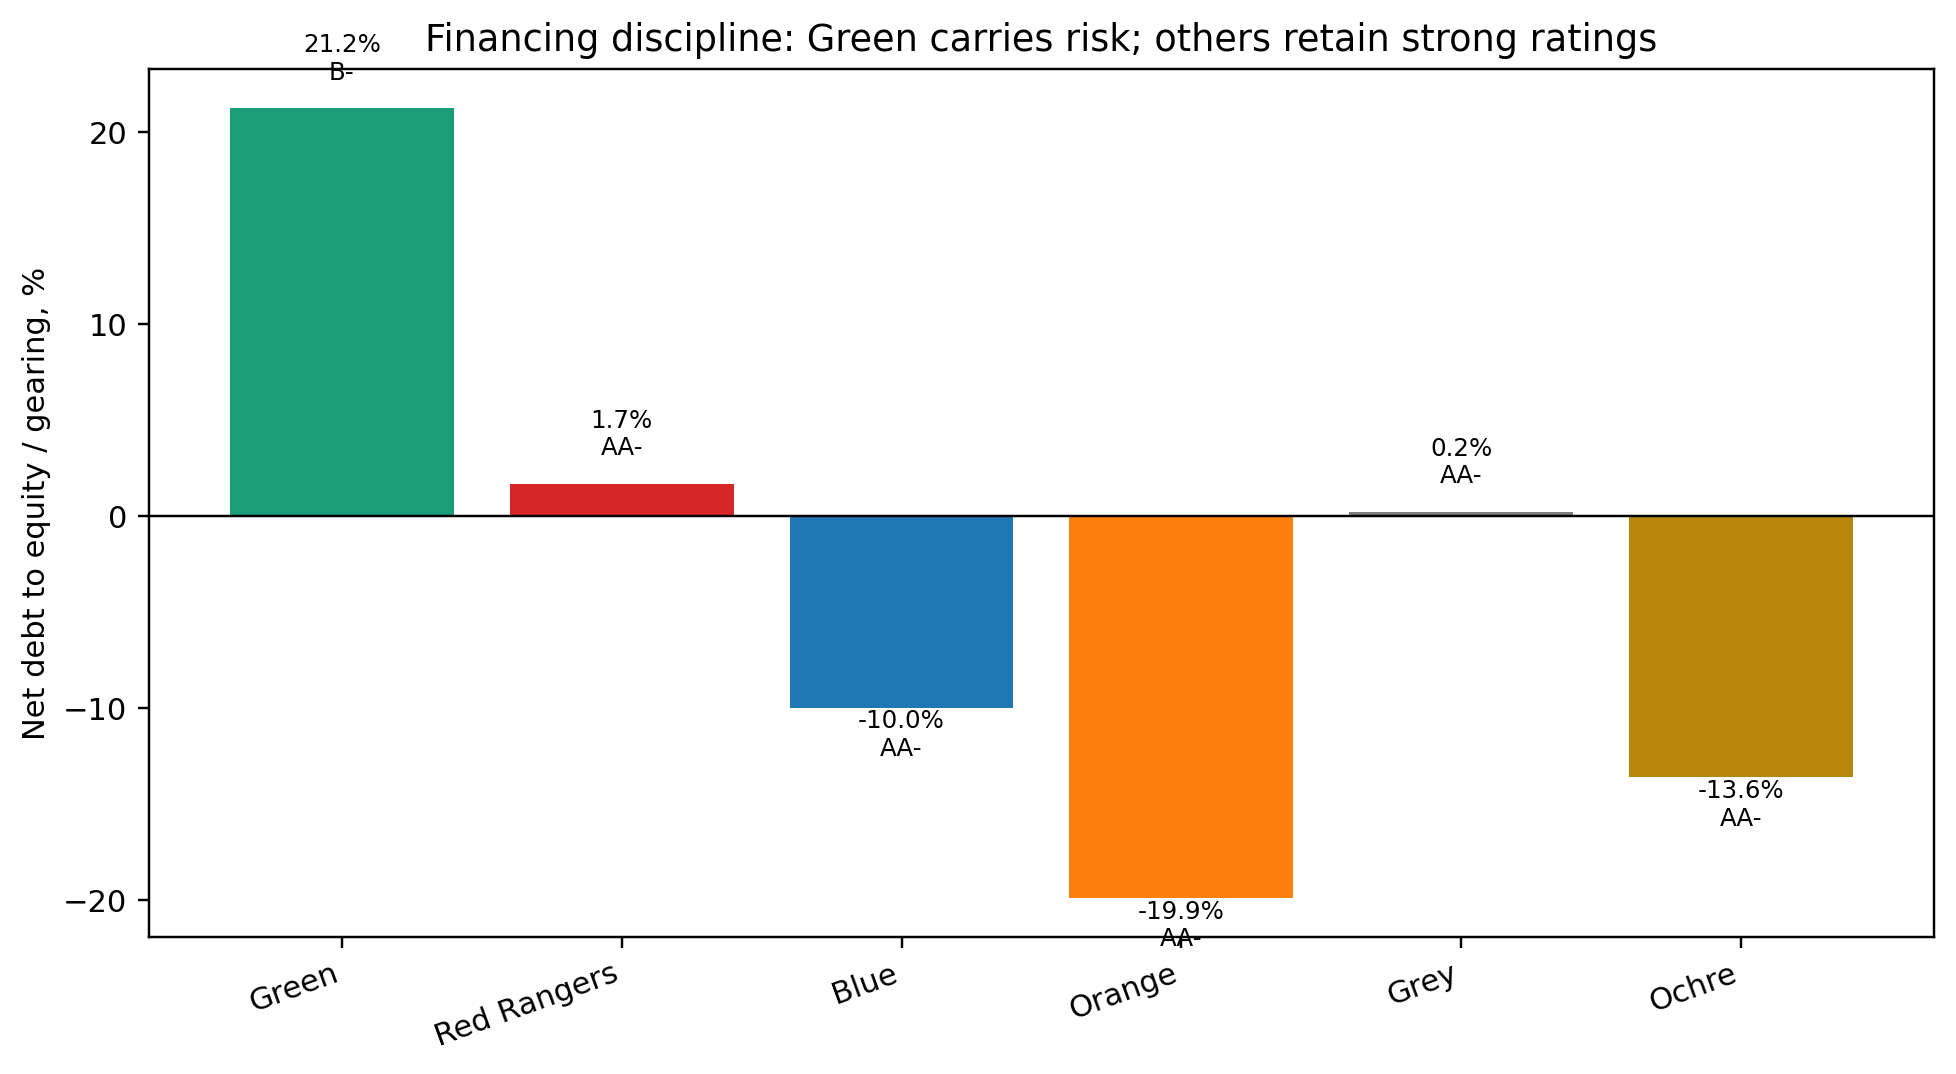 Financing discipline: Green carries risk; others retain strong ratings
21.2%
B-
Net debt to equity / gearing, %
20
10
0
−10
−20
1.7%
AA-
-10.0%
AA-
-19.9%
AA-
0.2%
AA-
-13.6%
AA-
Green
Red Rangers
Blue
Orange
Grey
Ochre